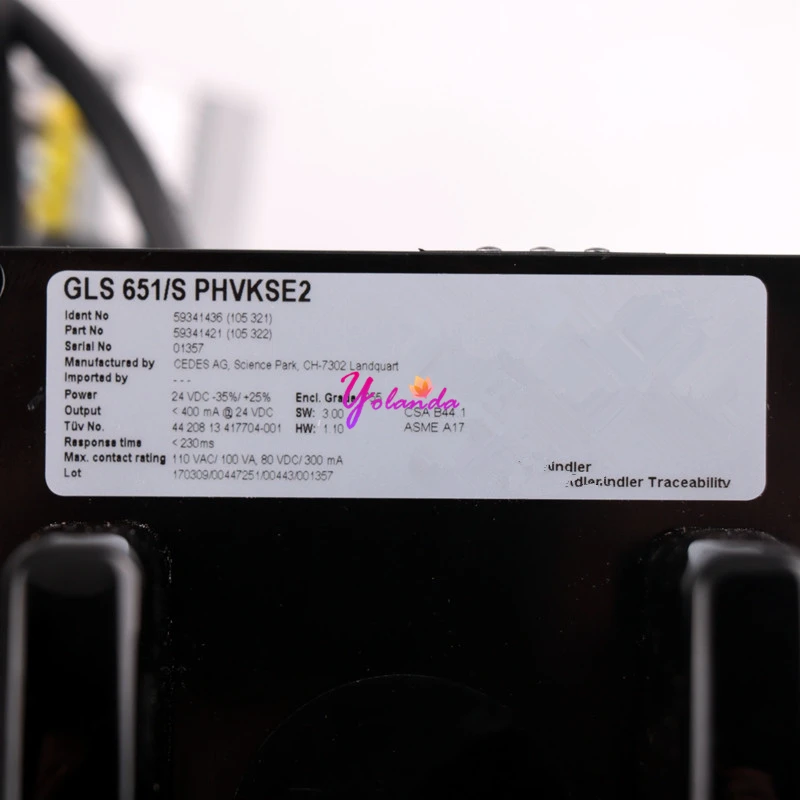 GLS 651/S PHVKSE2
Ident No 59341436 (105 321)
Part No 59341421 (105 322)
Serial No 01357
Manufactured by CEDES AG, Science Park, CH-7302 Landquart
Imported by - - -
Power 24 VDC -35%/ +25% Encl. Grade
Output < 400 mA @ 24 VDC SW: 3.00 CSA B44 1
Tüv No. 44 208 13 417704-001 HW: 1.10 ASME A17
Response time < 230ms
Max. contact rating 110 VAC/ 100 VA, 80 VDC/ 300 mA
Lot 170309/00447251/00443/001357
Traceability
Yolanda